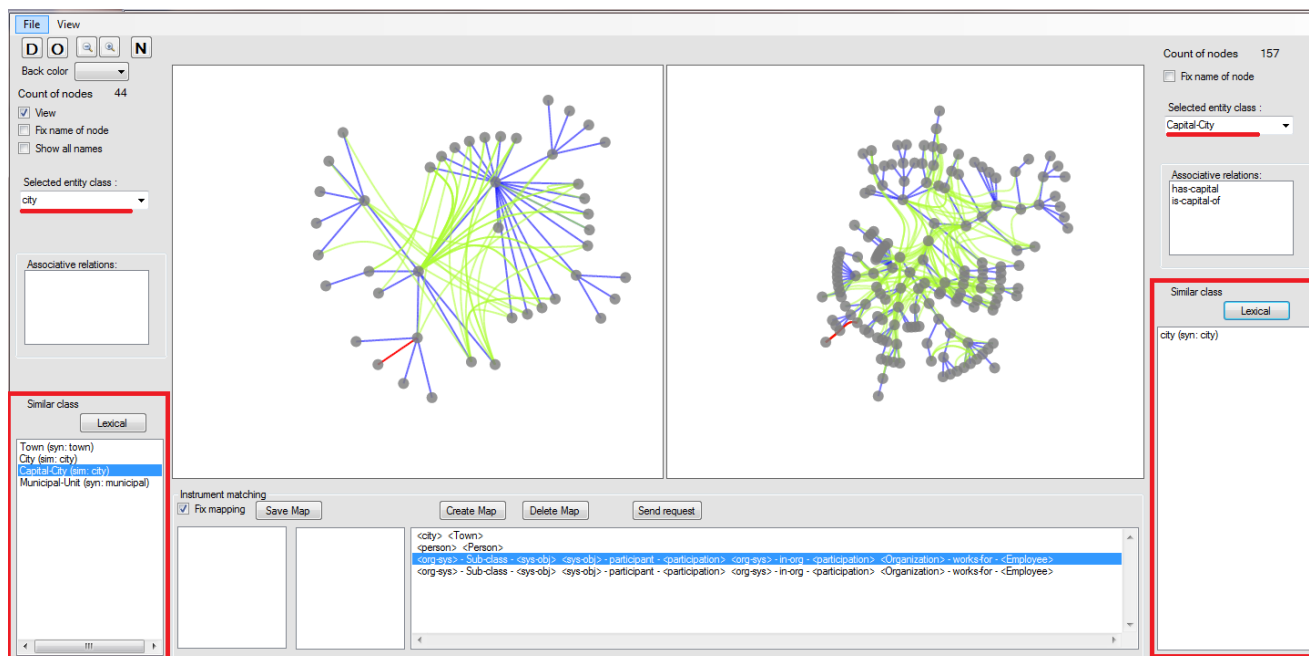 File View
D O N
Back color
Count of nodes 44
View
Fix name of node
Show all names
Selected entity class :
city
Associative relations:
Similar class
Lexical
Town (syn: town)
City (sim: city)
Capital-City (sim: city)
Municipal-Unit (syn: municipal)
Instrument matching
Fix mapping
Save Map
Create Map
Delete Map
Send request
<city> <Town>
<person> <Person>
<org-sys> - Sub-class - <sys-obj> <sys-obj> - participant - <participation> <org-sys> - in-org - <participation> <Organization> - works-for - <Employee>
<org-sys> - Sub-class - <sys-obj> <sys-obj> - participant - <participation> <org-sys> - in-org - <participation> <Organization> - works-for - <Employee>
Count of nodes 157
Fix name of node
Selected entity class :
Capital-City
Associative relations:
has-capital
is-capital-of
Similar class
Lexical
city (syn: city)